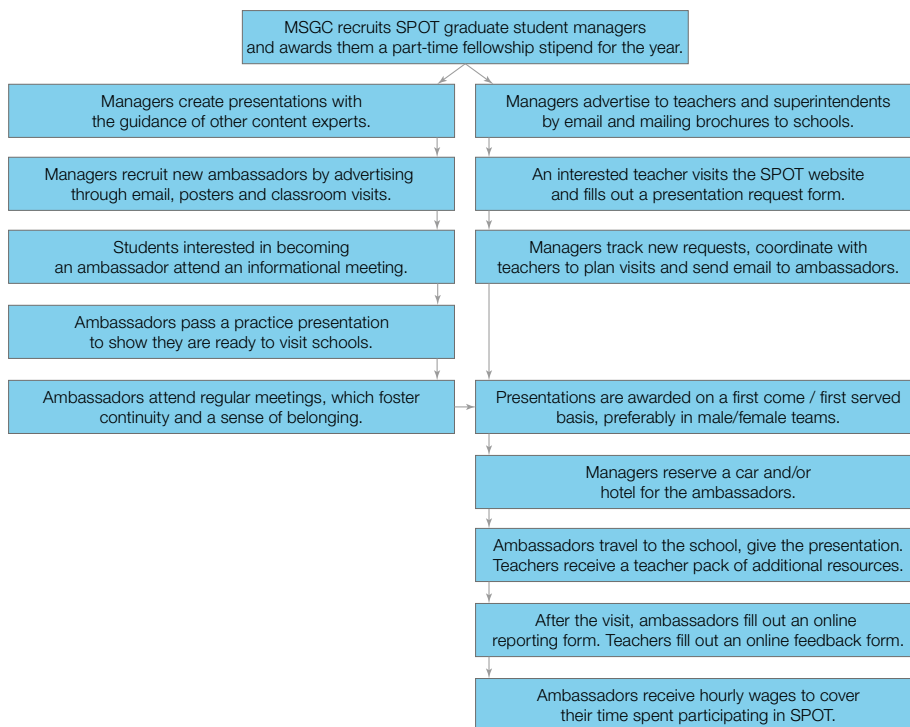 MSGC recruits SPOT graduate student managers
and awards them a part-time fellowship stipend for the year.
Managers create presentations with
the guidance of other content experts.
Managers recruit new ambassadors by advertising
through email, posters and classroom visits.
Students interested in becoming
an ambassador attend an informational meeting.
Ambassadors pass a practice presentation
to show they are ready to visit schools.
Ambassadors attend regular meetings, which foster
continuity and a sense of belonging.
Managers advertise to teachers and superintendents
by email and mailing brochures to schools.
An interested teacher visits the SPOT website
and fills out a presentation request form.
Managers track new requests, coordinate with
teachers to plan visits and send email to ambassadors.
Presentations are awarded on a first come / first served
basis, preferably in male/female teams.
Managers reserve a car and/or
hotel for the ambassadors.
Ambassadors travel to the school, give the presentation.
Teachers receive a teacher pack of additional resources.
After the visit, ambassadors fill out an online
reporting form. Teachers fill out an online feedback form.
Ambassadors receive hourly wages to cover
their time spent participating in SPOT.